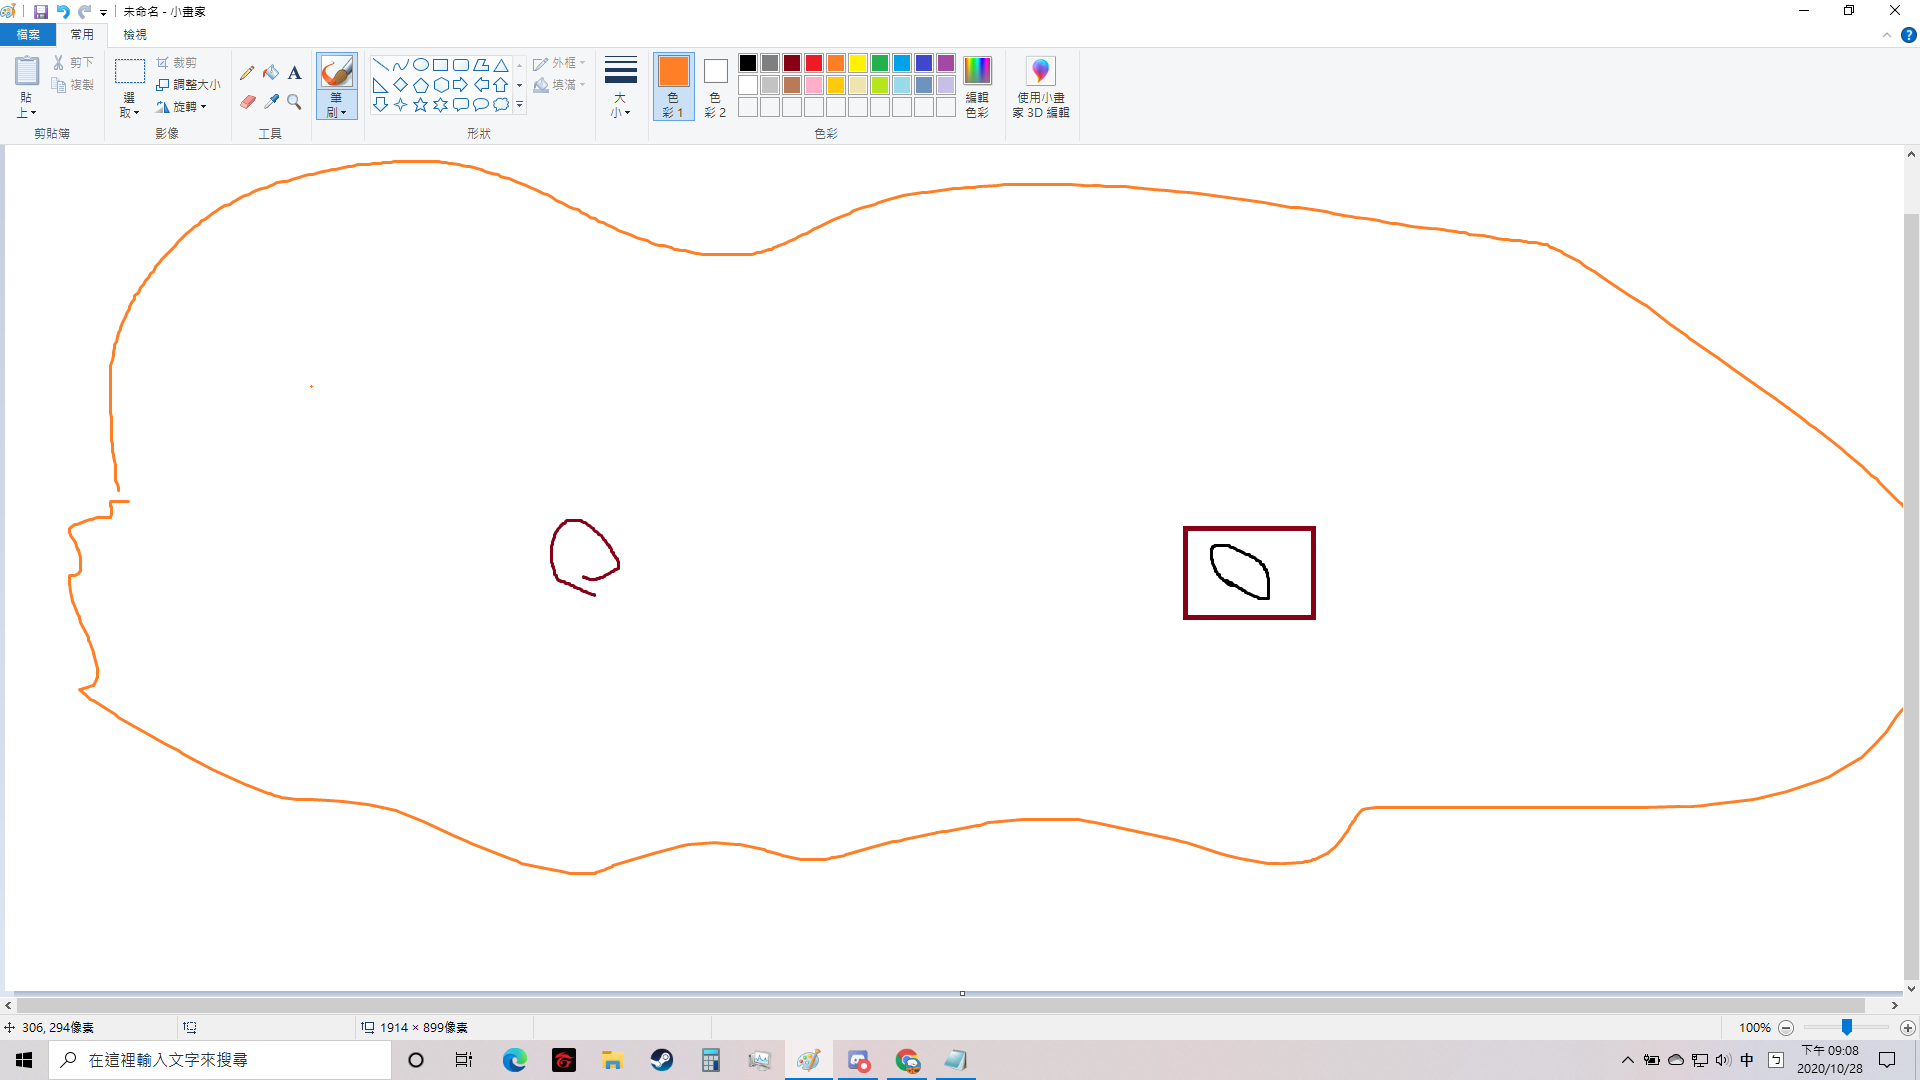 未命名 - 小畫家
檔案 常用 檢視
貼上
剪下
複製
剪貼簿
選取
裁剪
調整大小
旋轉
影像
A
工具
筆刷
外框
填滿
形狀
大小
色彩 1
色彩 2
編輯色彩
色彩
使用小畫家 3D 編輯
306, 294像素
1914 × 899像素
100%
在這裡輸入文字來搜尋
中
ㄅ
下午 09:08
2020/10/28